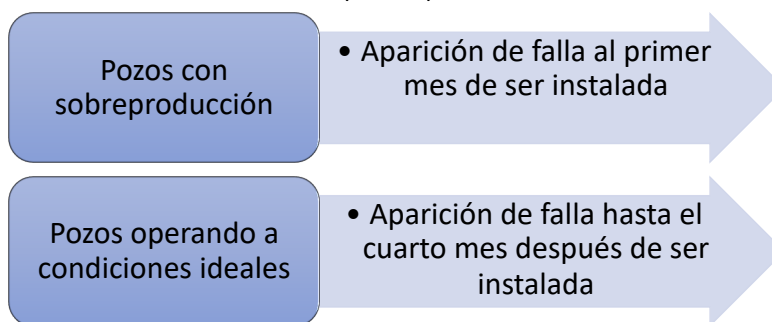 Pozos con
sobreproducción
• Aparición de falla al primer
mes de ser instalada
Pozos operando a
condiciones ideales
• Aparición de falla hasta el
cuarto mes después de ser
instalada